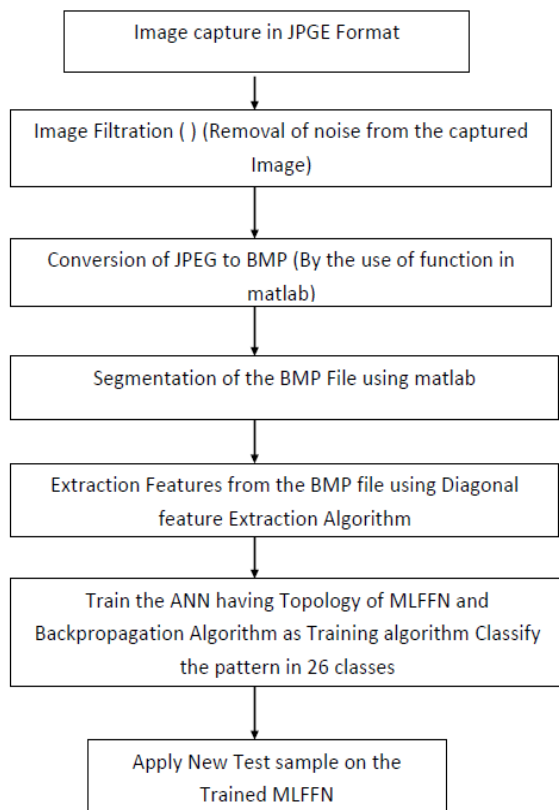 Image capture in JPGE Format
Image Filtration ( ) (Removal of noise from the captured
Image)
Conversion of JPEG to BMP (By the use of function in
matlab)
Segmentation of the BMP File using matlab
Extraction Features from the BMP file using Diagonal
feature Extraction Algorithm
Train the ANN having Topology of MLFFN and
Backpropagation Algorithm as Training algorithm Classify
the pattern in 26 classes
Apply New Test sample on the
Trained MLFFN